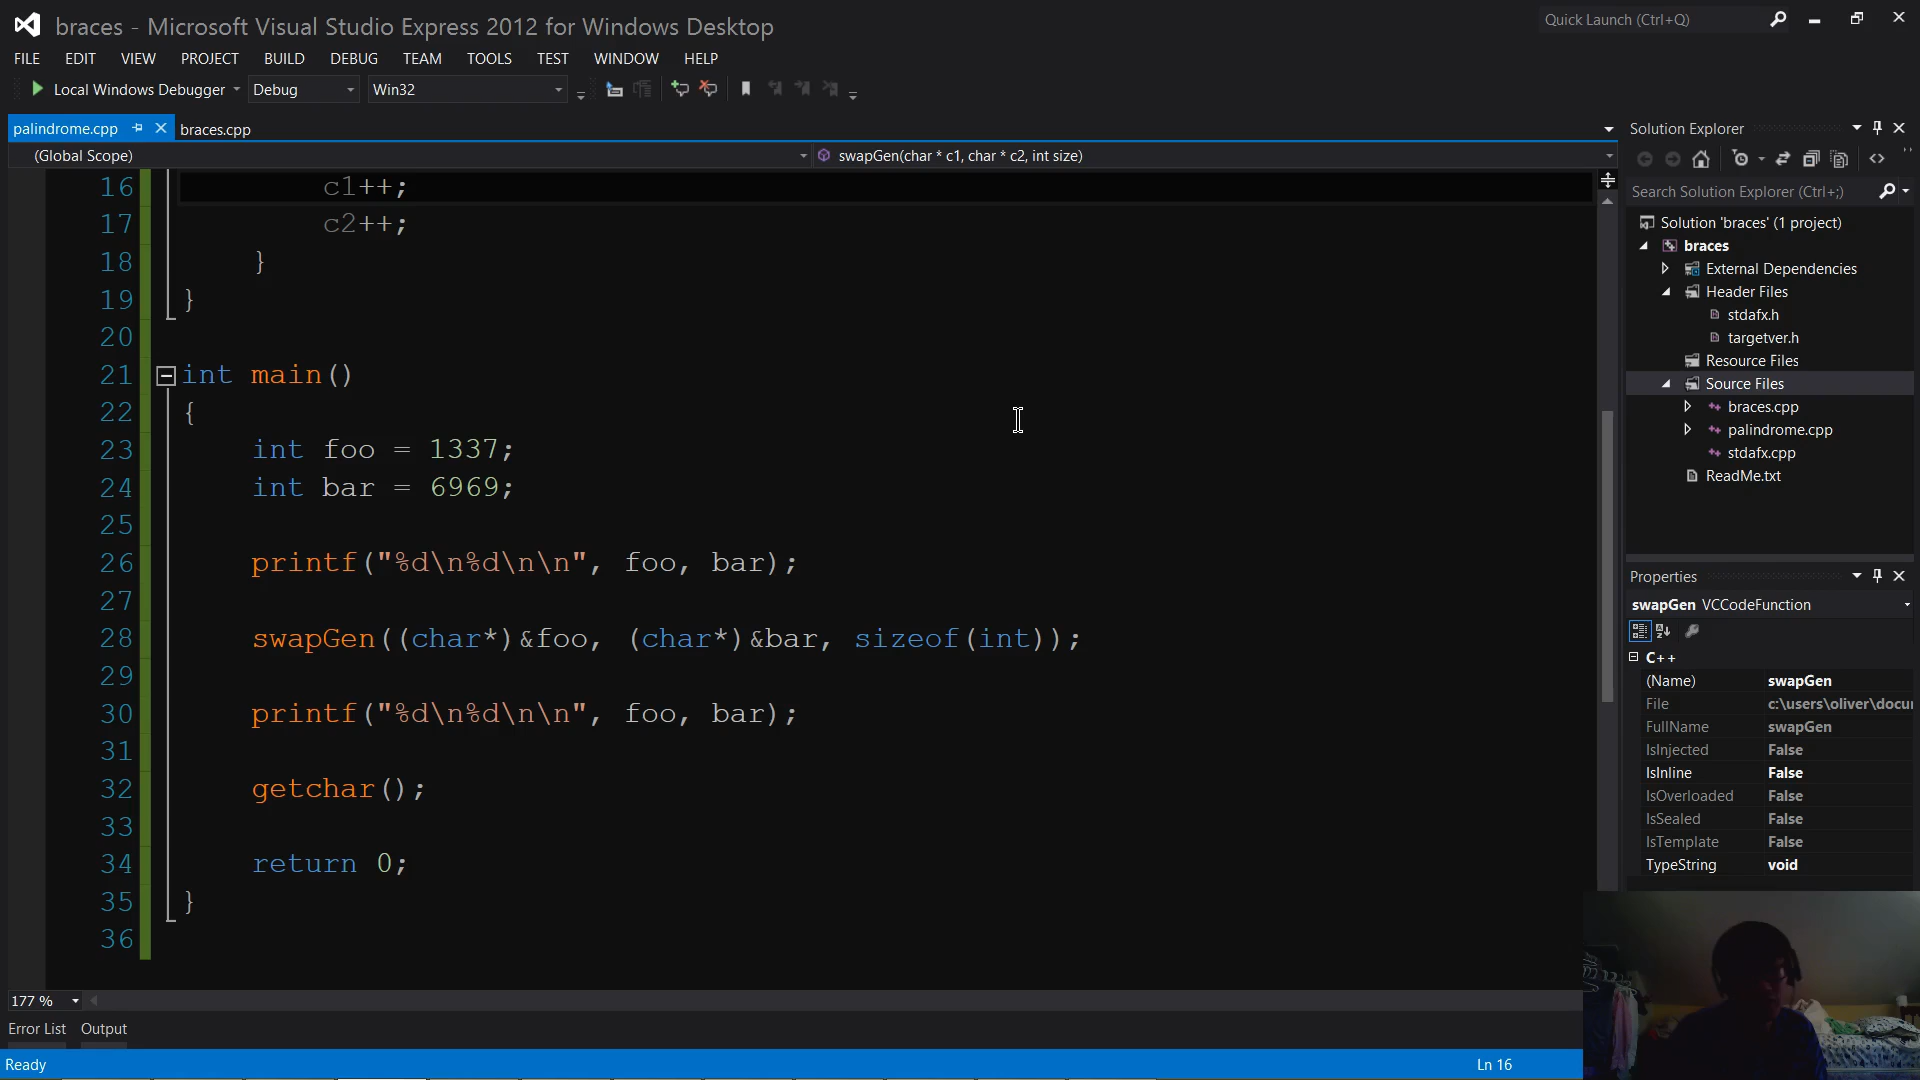 braces - Microsoft Visual Studio Express 2012 for Windows Desktop
Quick Launch (Ctrl+Q)
FILE EDIT VIEW PROJECT BUILD DEBUG TEAM TOOLS TEST WINDOW HELP
Local Windows Debugger Debug Win32
palindrome.cpp braces.cpp
(Global Scope) swapGen(char * c1, char * c2, int size)
16 c1++;
17 c2++;
18 }
19 }
20
21 int main()
22 {
23 int foo = 1337;
24 int bar = 6969;
25
26 printf("%d\n%d\n\n", foo, bar);
27
28 swapGen((char*)&foo, (char*)&bar, sizeof(int));
29
30 printf("%d\n%d\n\n", foo, bar);
31
32 getchar();
33
34 return 0;
35 }
36
177 %
Error List Output
Ready Ln 16
Solution Explorer
Search Solution Explorer (Ctrl+;)
Solution 'braces' (1 project)
braces
External Dependencies
Header Files
stdafx.h
targetver.h
Resource Files
Source Files
braces.cpp
palindrome.cpp
stdafx.cpp
ReadMe.txt
Properties
swapGen VCCodeFunction
C++
(Name) swapGen
File c:\users\oliver\docu
FullName swapGen
IsInjected False
IsInline False
IsOverloaded False
IsSealed False
IsTemplate False
TypeString void